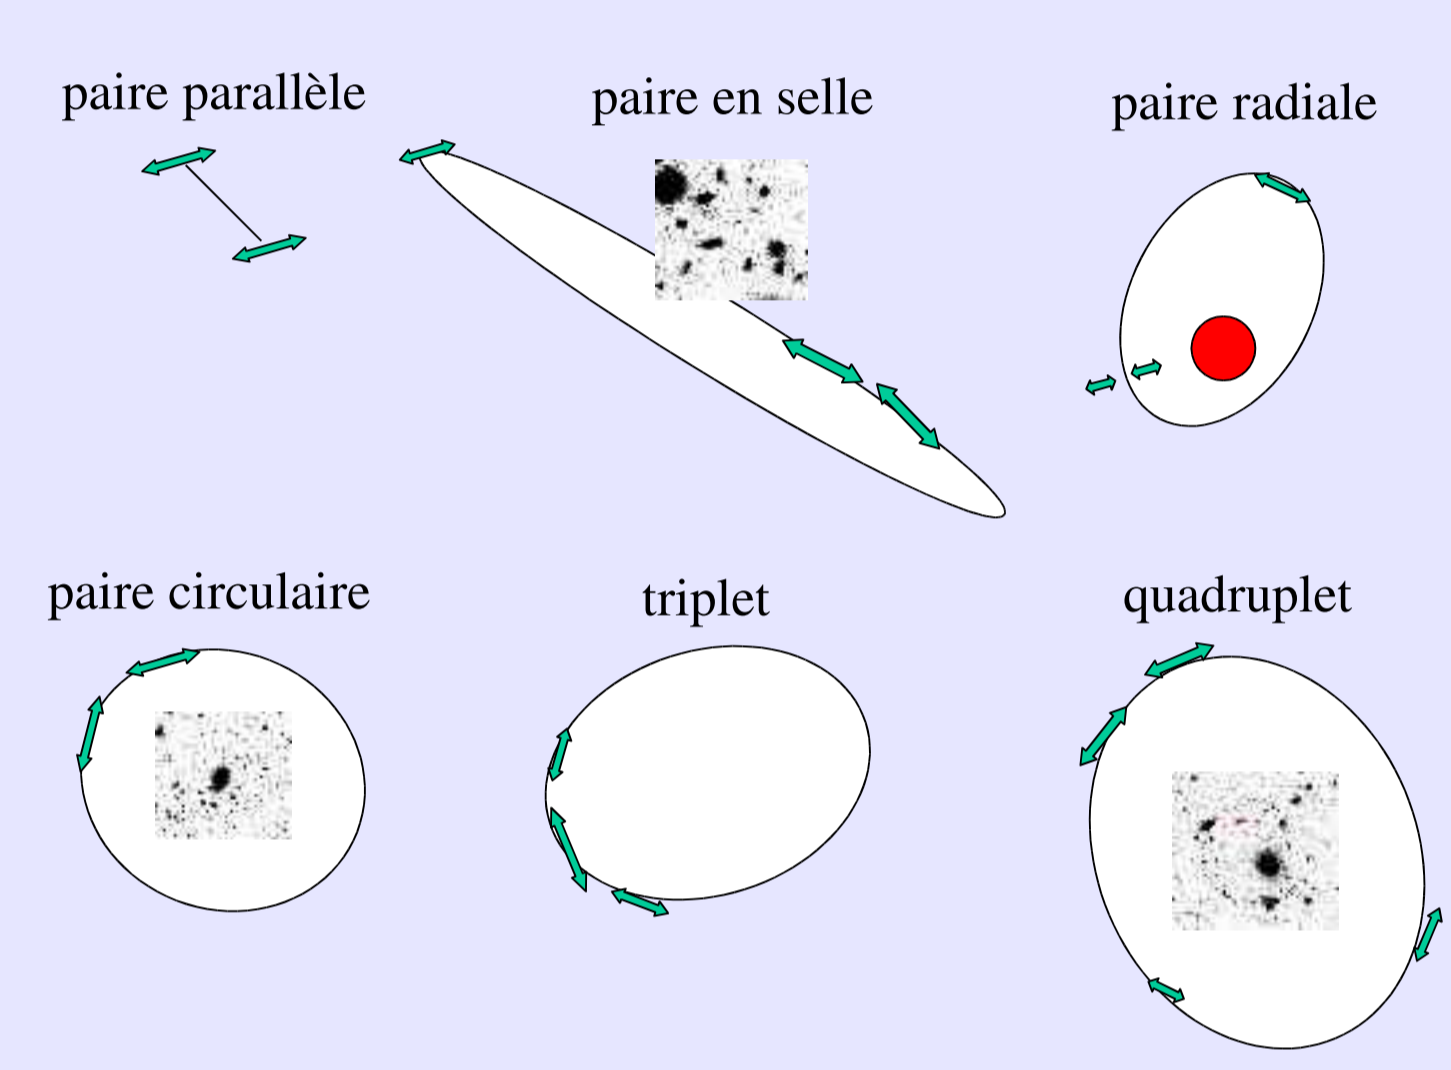 paire parallèle
paire en selle
paire radiale
paire circulaire
triplet
quadruplet